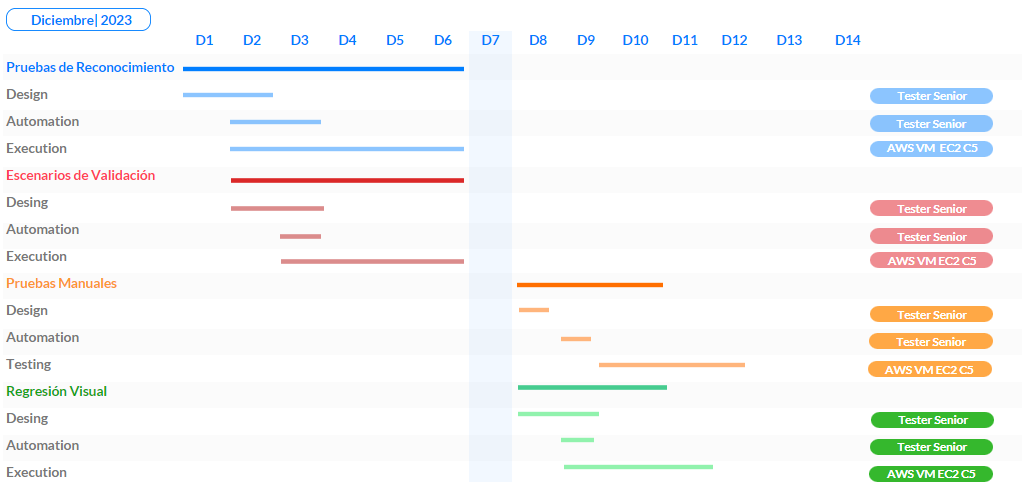 Diciembre| 2023
D1 D2 D3 D4 D5 D6 D7 D8 D9 D10 D11 D12 D13 D14
Pruebas de Reconocimiento
Design Tester Senior
Automation Tester Senior
Execution AWS VM EC2 C5
Escenarios de Validación
Desing Tester Senior
Automation Tester Senior
Execution AWS VM EC2 C5
Pruebas Manuales
Design Tester Senior
Automation Tester Senior
Testing AWS VM EC2 C5
Regresión Visual
Desing Tester Senior
Automation Tester Senior
Execution AWS VM EC2 C5